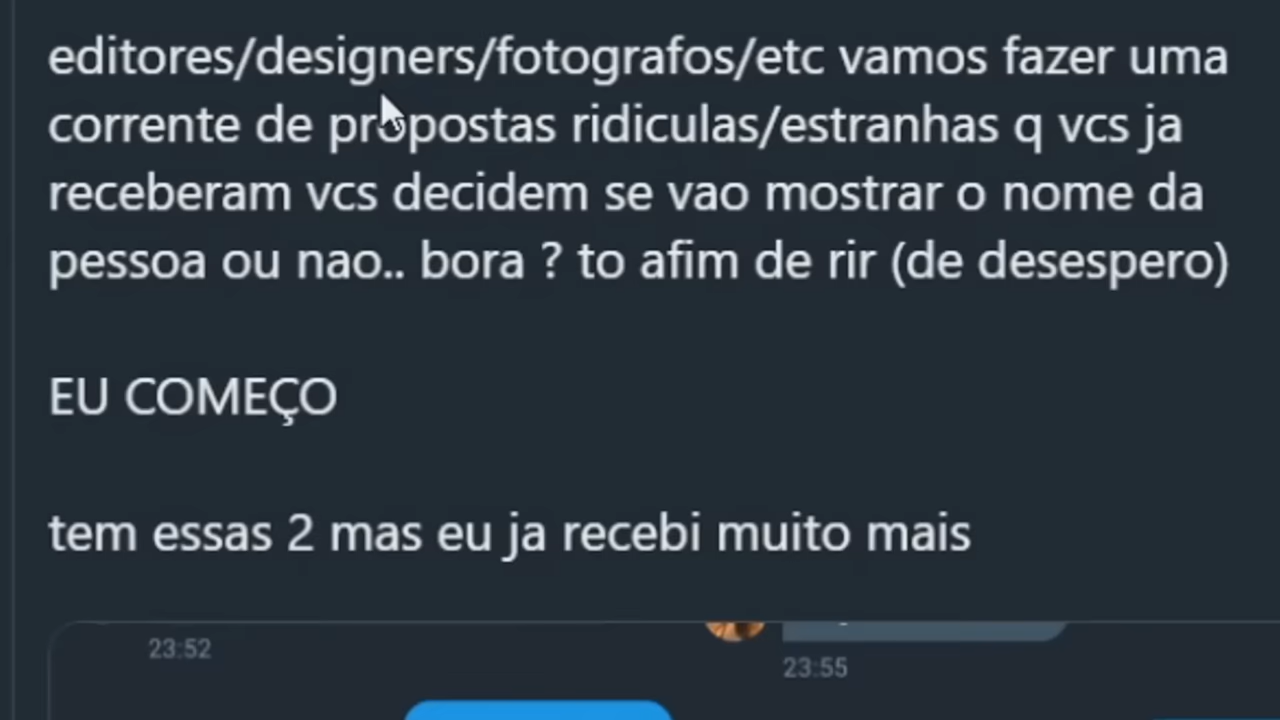 editores/designers/fotografos/etc vamos fazer uma
corrente de propostas ridiculas/estranhas q vcs ja
receberam vcs decidem se vao mostrar o nome da
pessoa ou nao.. bora ? to afim de rir (de desespero)
EU COMEÇO
tem essas 2 mas eu ja recebi muito mais
23:52
23:55